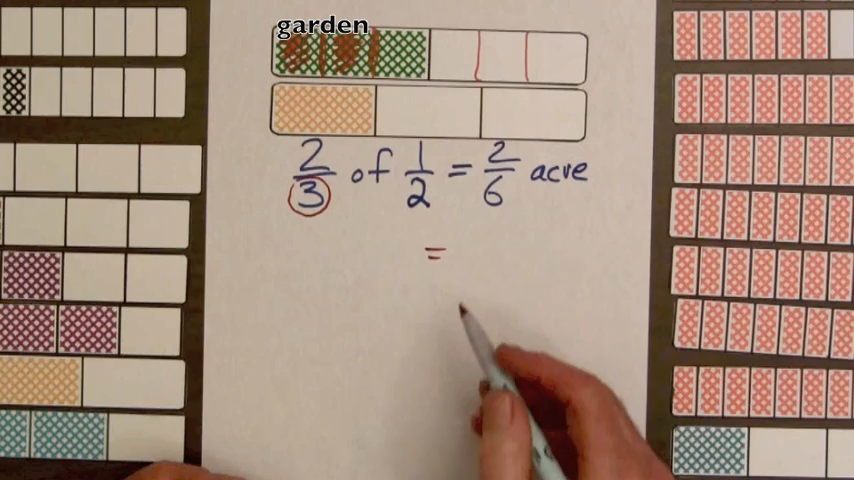 garden
2/3 of 1/2 = 2/6 acre
=